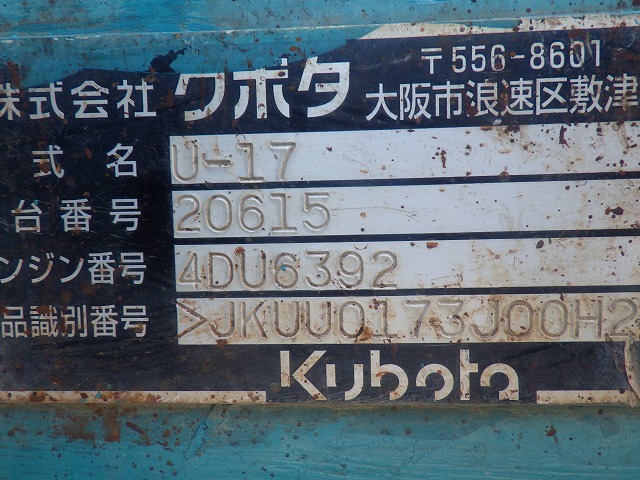 株式会社 クボタ 〒556-8601
大阪市浪速区敷津
式名 U-17
台番号 20615
ンジン番号 4DU6392
品識別番号 >JKUU0173J00H2
Kubota